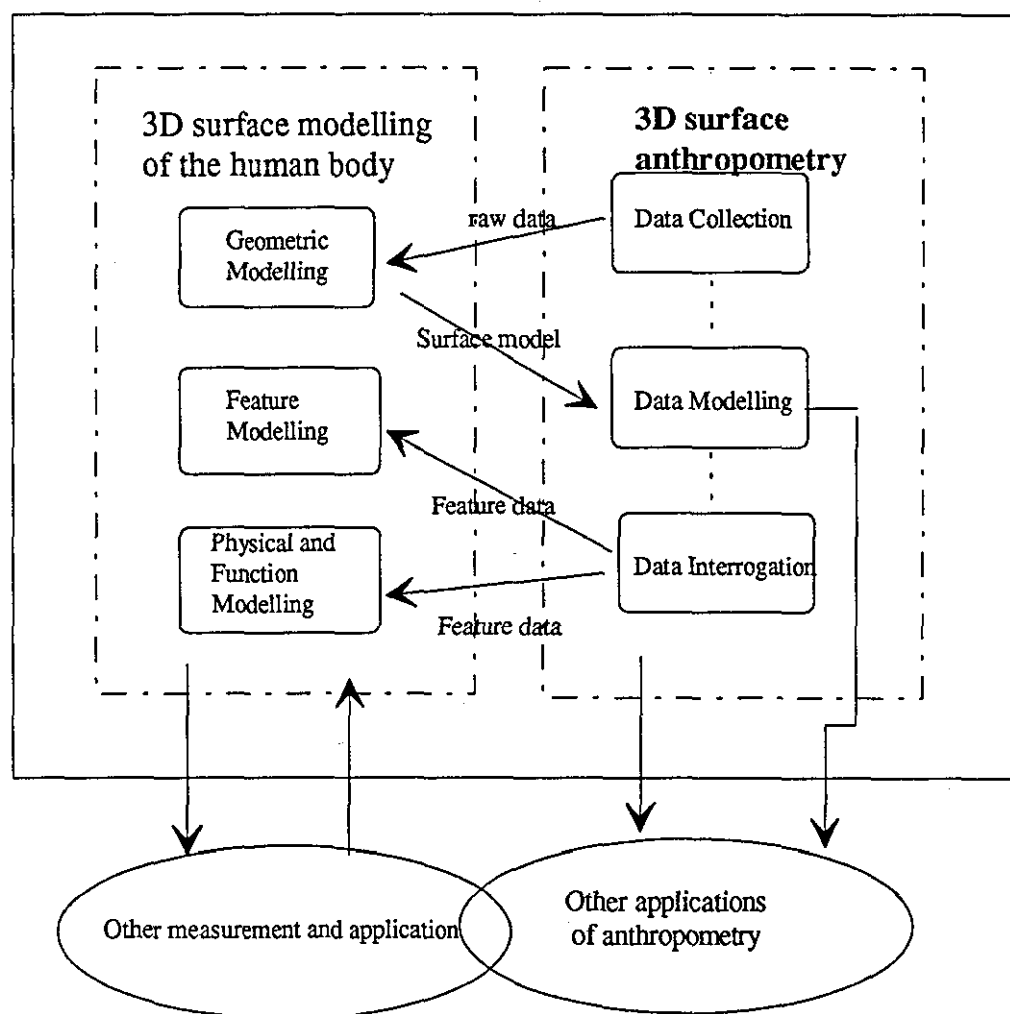 3D surface modelling
of the human body
3D surface
anthropometry
Geometric
Modelling
raw data
Data Collection
Surface model
Feature
Modelling
Data Modelling
Feature data
Physical and
Function
Modelling
Data Interrogation
Feature data
Other measurement and application
Other applications
of anthropometry